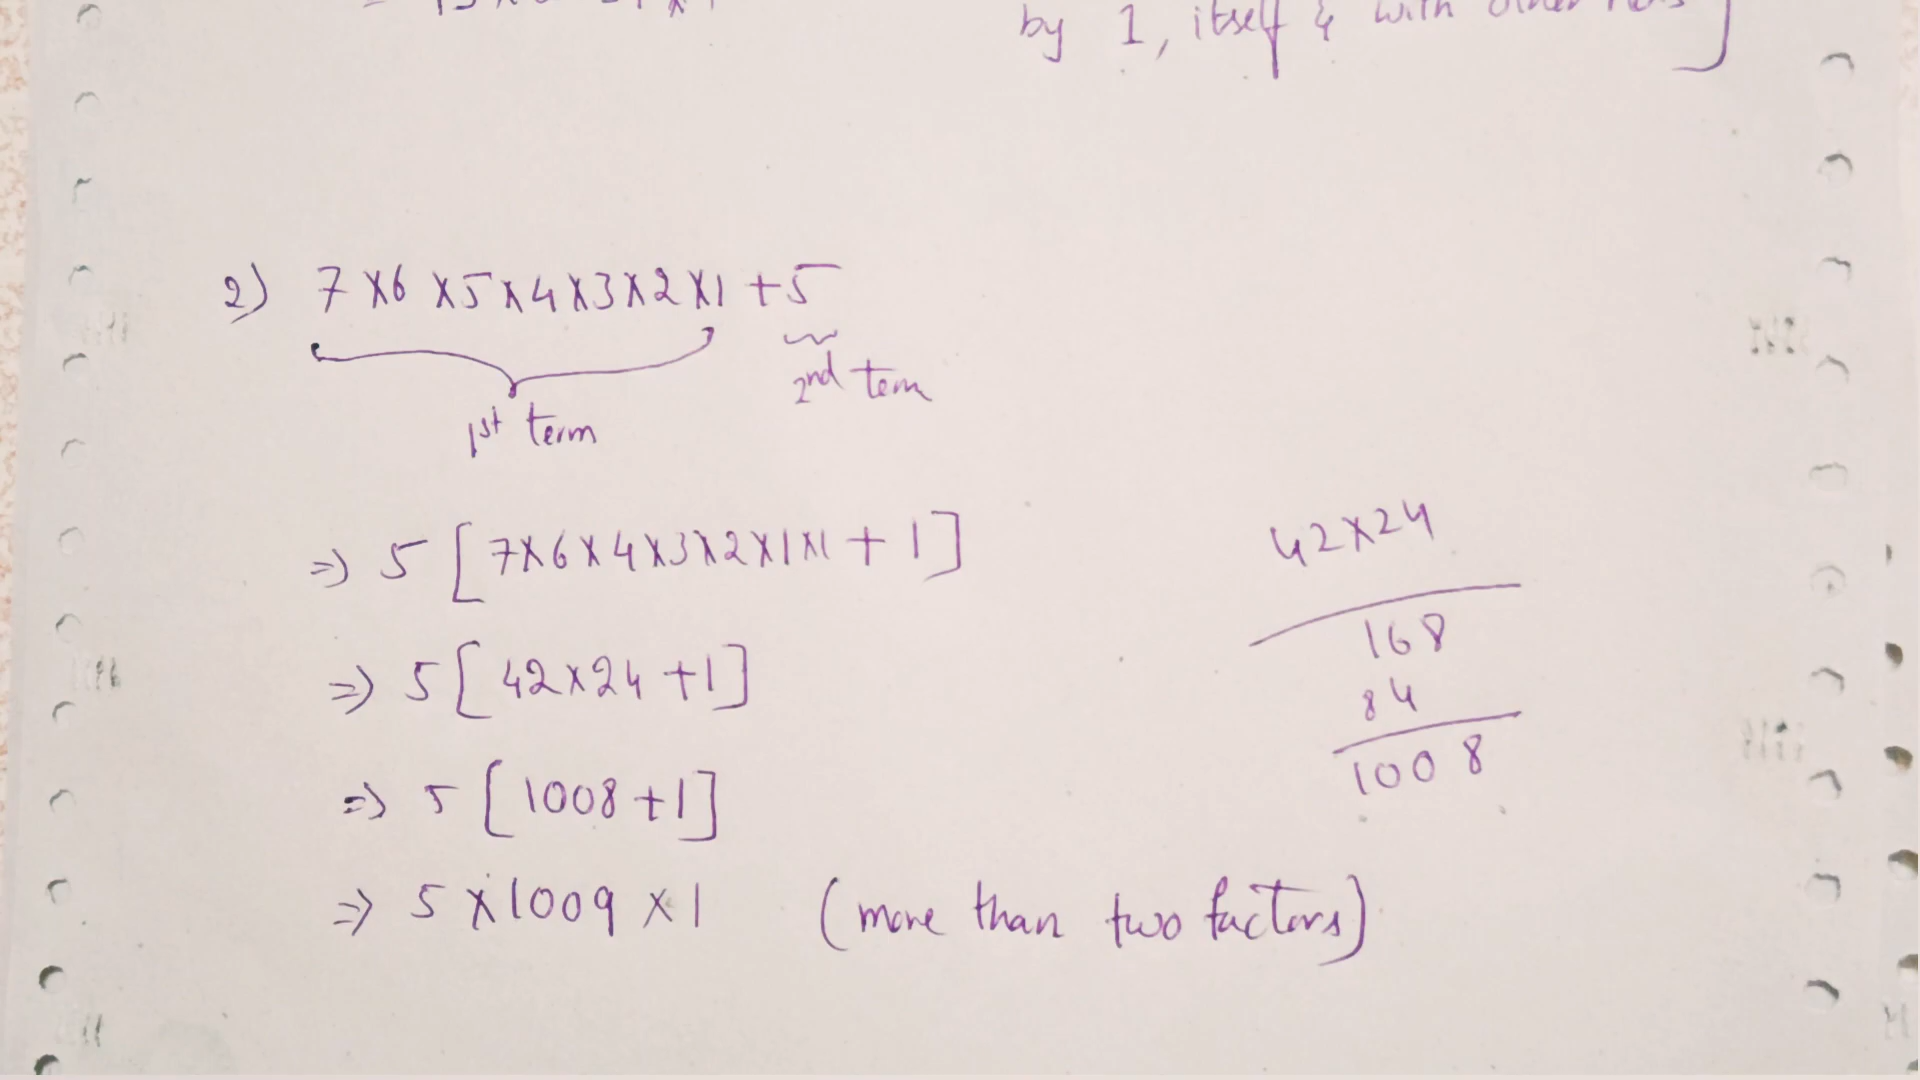 by 1, itself & with other
2) 7 x 6 x 5 x 4 x 3 x 2 x 1 + 5
1st term
2nd term
=> 5 [ 7 x 6 x 4 x 3 x 2 x 1 x 1 + 1 ]
=> 5 [ 42 x 24 + 1 ]
=> 5 [ 1008 + 1 ]
=> 5 x 1009 x 1 (more than two factors)
42 x 24
168
84
1008